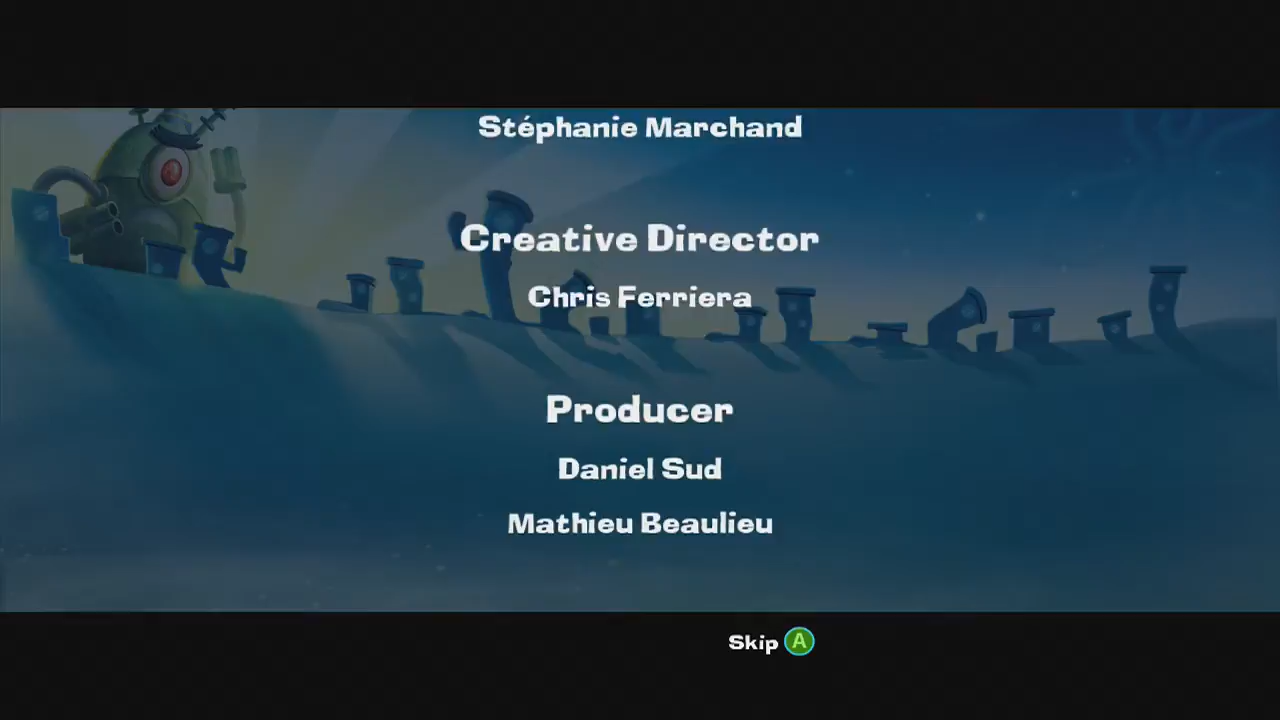 Stéphanie Marchand
Creative Director
Chris Ferriera
Producer
Daniel Sud
Mathieu Beaulieu
Skip A